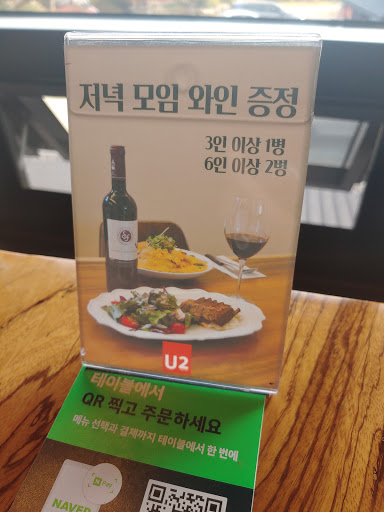 저녁 모임 와인 증정
3인 이상 1병
6인 이상 2병
U2
테이블에서
QR 찍고 주문하세요
메뉴 선택과 결제까지 테이블에서 한 번에
N Pay
NAVER